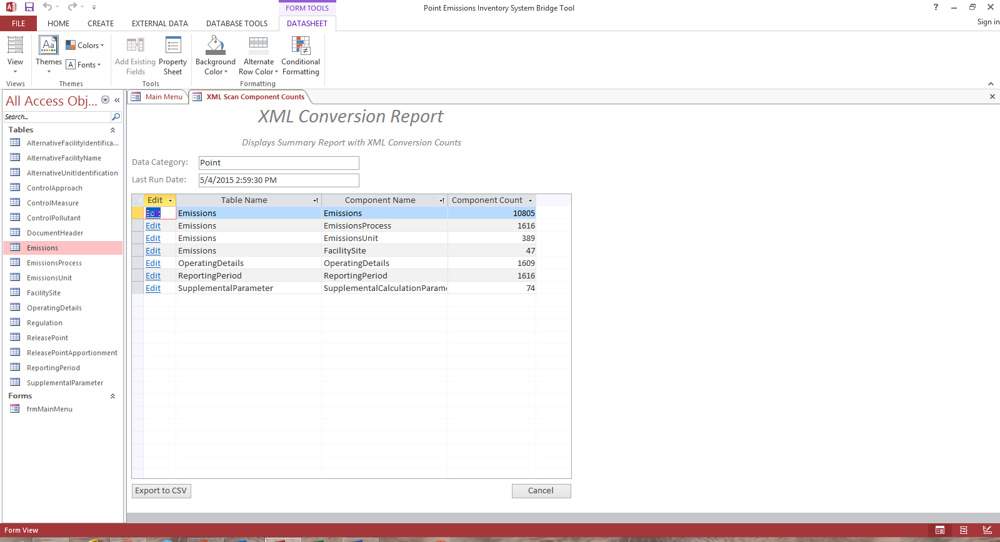 FORM TOOLS
Point Emissions Inventory System Bridge Tool
?
Sign in
FILE HOME CREATE EXTERNAL DATA DATABASE TOOLS DATASHEET
View
Views
Aa
Themes
Colors
A Fonts
Themes
Add Existing Fields
Property Sheet
Tools
Background Color
Alternate Row Color
Conditional Formatting
Formatting
All Access Obj...
Search...
Tables
AlternativeFacilityIdentifica...
AlternativeFacilityName
AlternativeUnitIdentification
ControlApproach
ControlMeasure
ControlPollutant
DocumentHeader
Emissions
EmissionsProcess
EmissionsUnit
FacilitySite
OperatingDetails
Regulation
ReleasePoint
ReleasePointApportionment
ReportingPeriod
SupplementalParameter
Forms
frmMainMenu
Main Menu XML Scan Component Counts
XML Conversion Report
Displays Summary Report with XML Conversion Counts
Data Category: Point
Last Run Date: 5/4/2015 2:59:30 PM
Edit Table Name Component Name Component Count
Edit Emissions Emissions 10805
Edit Emissions EmissionsProcess 1616
Edit Emissions EmissionsUnit 389
Edit Emissions FacilitySite 47
Edit OperatingDetails OperatingDetails 1609
Edit ReportingPeriod ReportingPeriod 1616
Edit SupplementalParameter SupplementalCalculationParame 74
Export to CSV Cancel
Form View